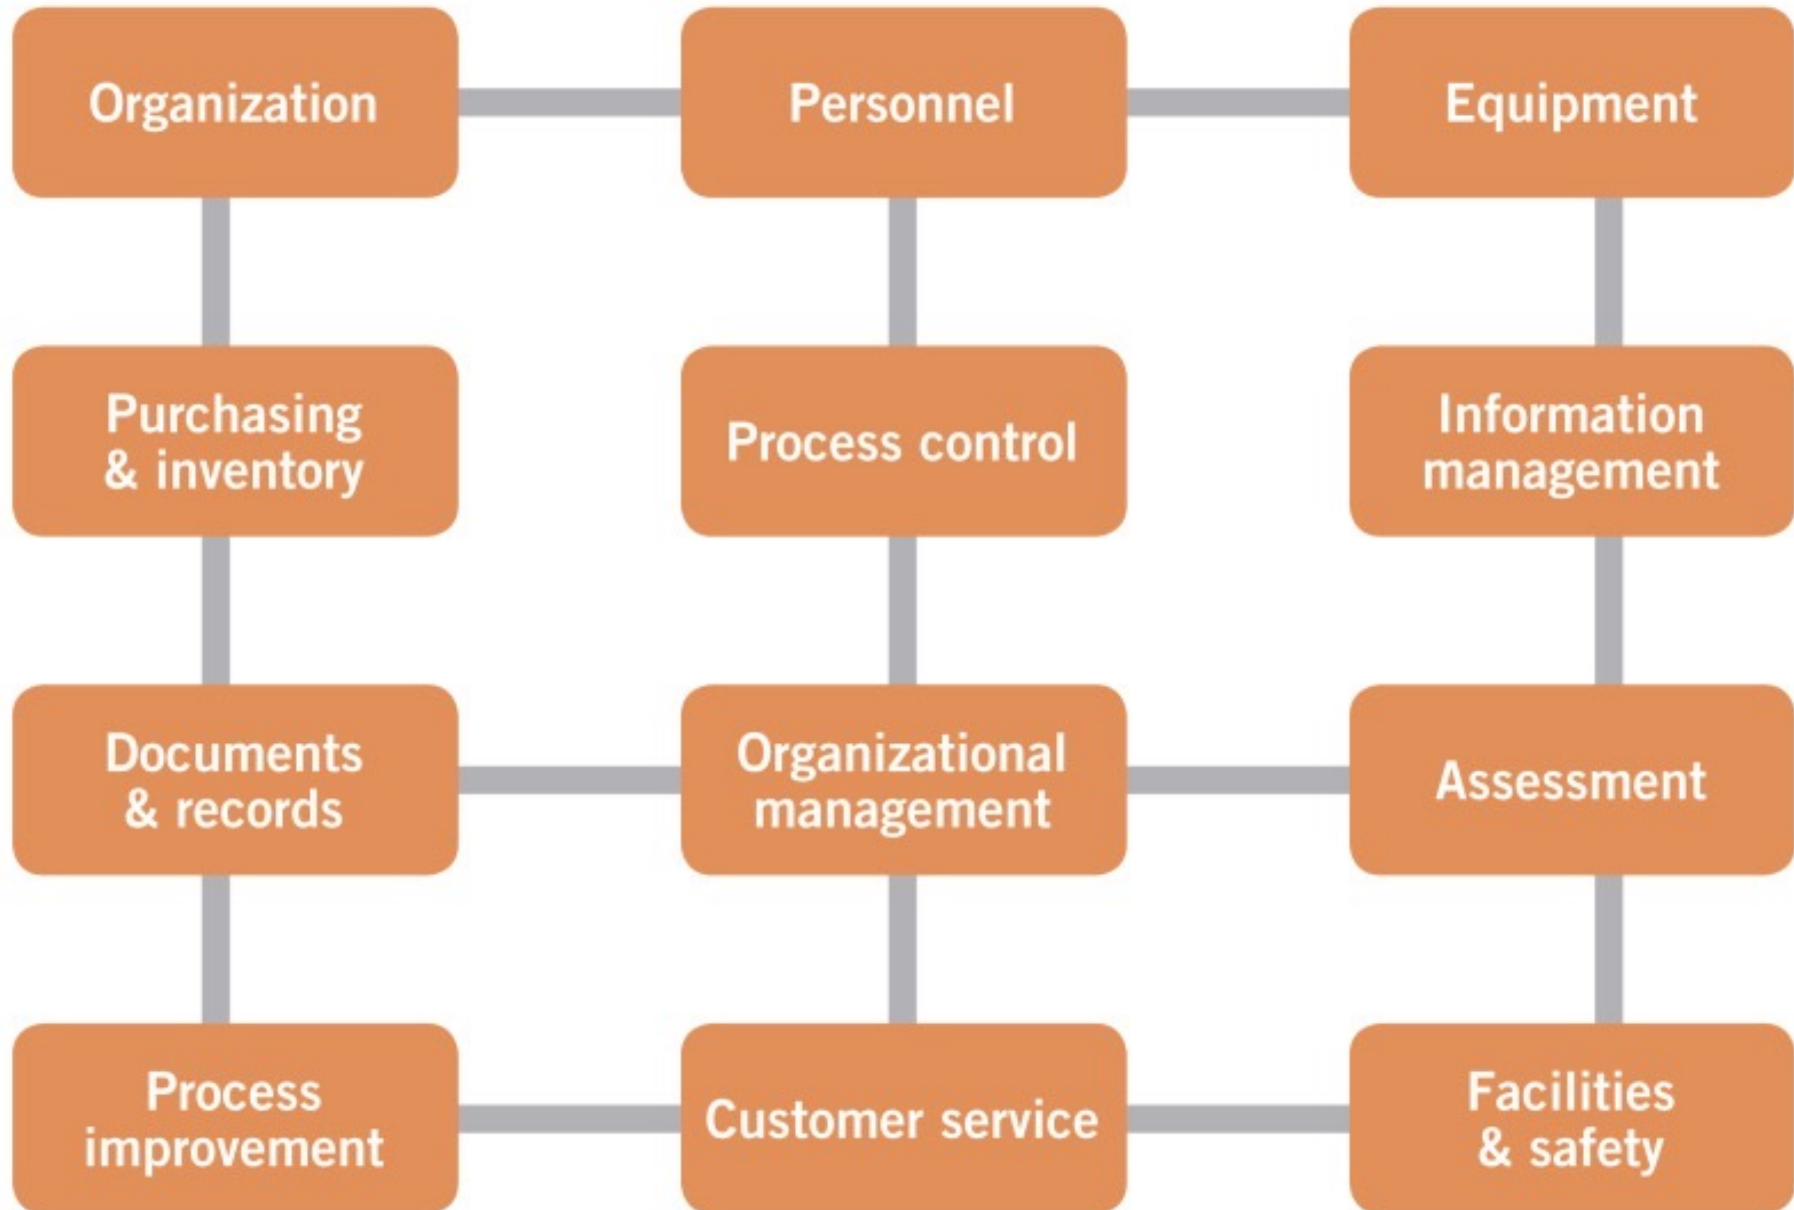 Organization
Personnel
Equipment
Purchasing
& inventory
Process control
Information
management
Documents
& records
Organizational
management
Assessment
Process
improvement
Customer service
Facilities
& safety